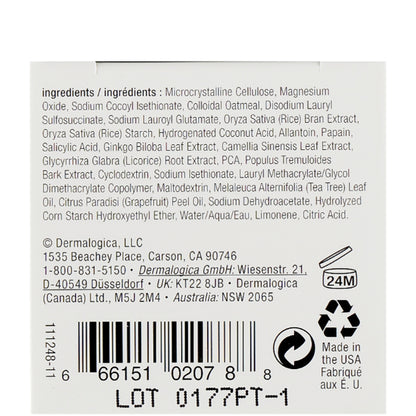 ingredients / ingrédients : Microcrystalline Cellulose, Magnesium
Oxide, Sodium Cocoyl Isethionate, Colloidal Oatmeal, Disodium Lauryl
Sulfosuccinate, Sodium Lauroyl Glutamate, Oryza Sativa (Rice) Bran Extract,
Oryza Sativa (Rice) Starch, Hydrogenated Coconut Acid, Allantoin, Papain,
Salicylic Acid, Ginkgo Biloba Leaf Extract, Camellia Sinensis Leaf Extract,
Glycyrrhiza Glabra (Licorice) Root Extract, PCA, Populus Tremuloides
Bark Extract, Cyclodextrin, Sodium Isethionate, Lauryl Methacrylate/Glycol
Dimethacrylate Copolymer, Maltodextrin, Melaleuca Alternifolia (Tea Tree) Leaf
Oil, Citrus Paradisi (Grapefruit) Peel Oil, Sodium Dehydroacetate, Hydrolyzed
Corn Starch Hydroxyethyl Ether, Water/Aqua/Eau, Limonene, Citric Acid.
© Dermalogica, LLC
1535 Beachey Place, Carson, CA 90746
1-800-831-5150 • Dermalogica GmbH: Wiesenstr. 21,
D-40549 Düsseldorf • UK: KT22 8JB • Dermalogica
(Canada) Ltd., M5J 2M4 • Australia: NSW 2065
24M
111248-11
6 66151 0207 8 8
Made in
the USA
Fabriqué
aux É. U.
LOT 0177PT-1